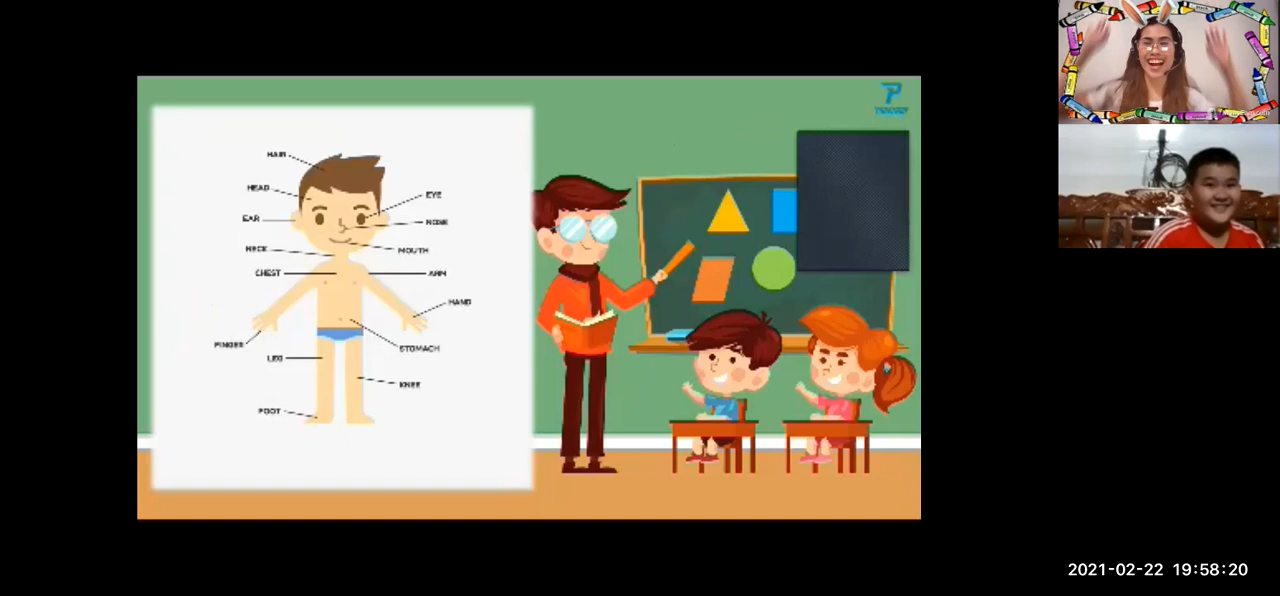 HAIR
HEAD
EYE
EAR
NOSE
NECK
MOUTH
CHEST
ARM
HAND
FINGER
STOMACH
LEG
KNEE
FOOT
2021-02-22 19:58:20